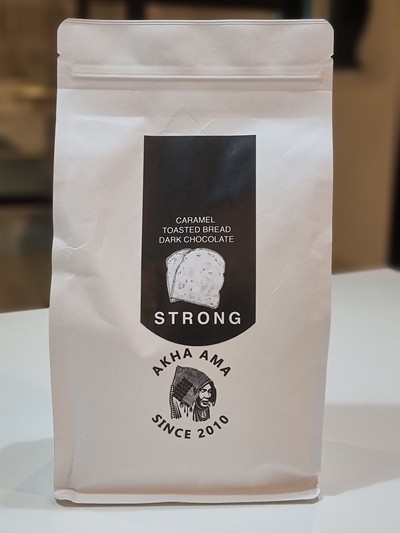 CARAMEL
TOASTED BREAD
DARK CHOCOLATE
STRONG
AKHA AMA
SINCE 2010